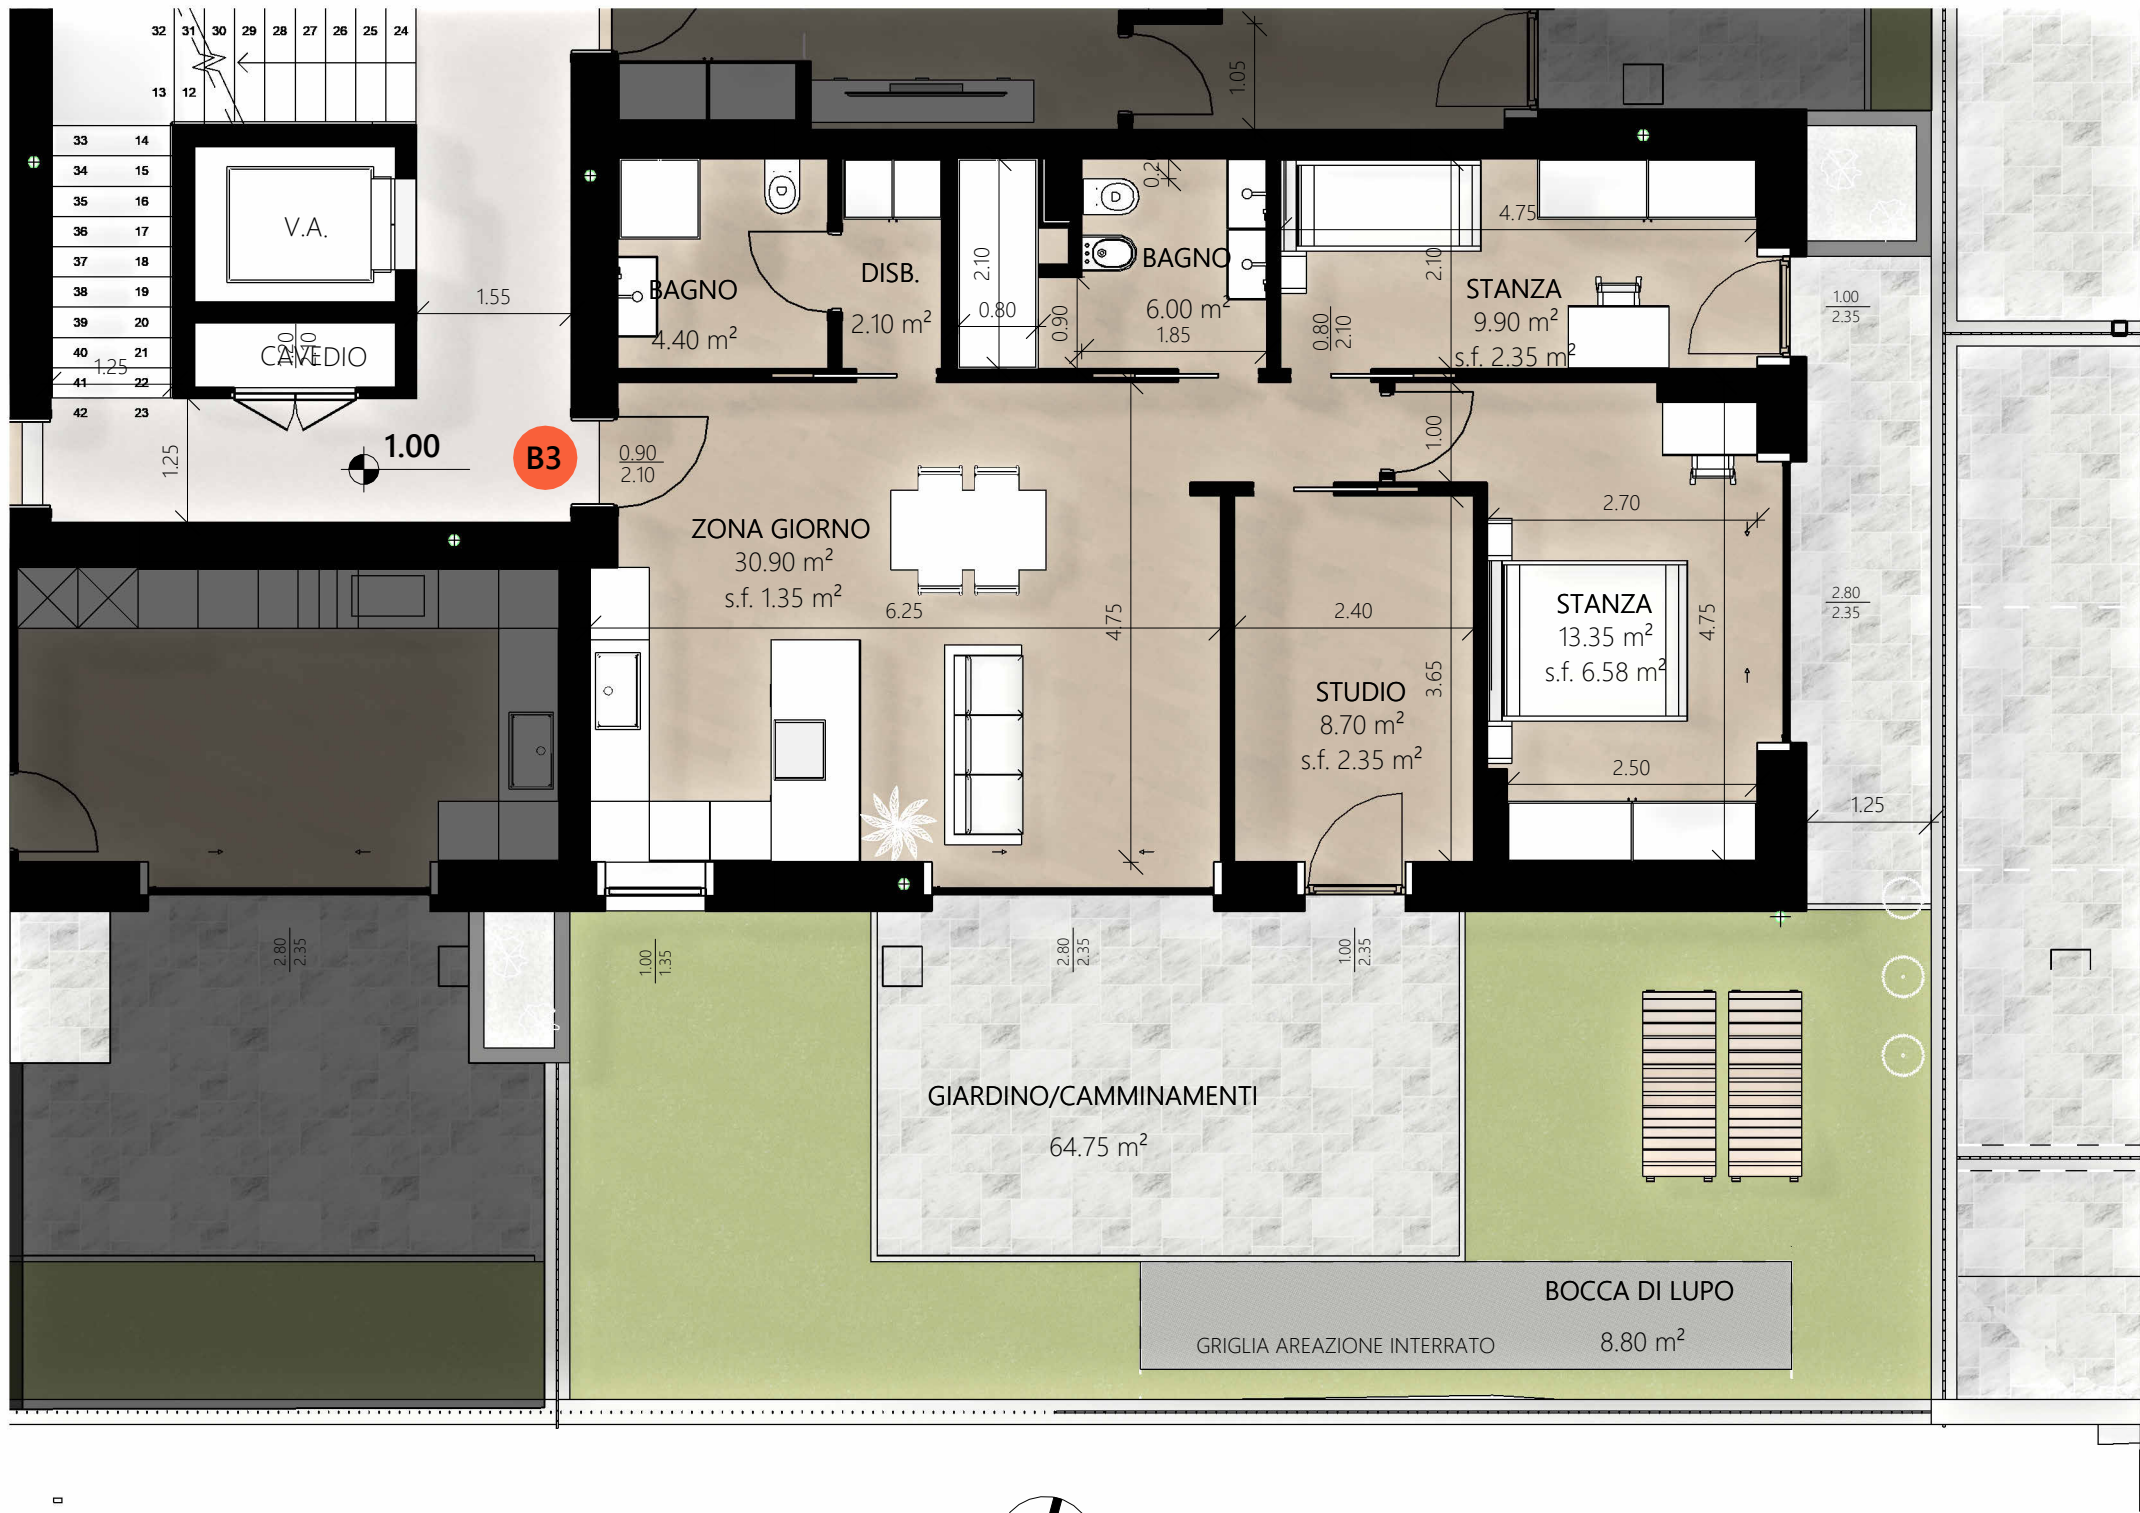 32 31 30 29 28 27 26 25 24
13 12
33 14
34 15
35 16
36 17
37 18
38 19
39 20
40 21
41 22
42 23
V.A.
CAVEDIO
1.25
1.25
1.55
1.00
B3
0.90
2.10
1.05
BAGNO
4.40 m²
DISB.
2.10 m²
2.10
0.80
0.90
BAGNO
6.00 m²
1.85
4.75
2.10
STANZA
9.90 m²
s.f. 2.35 m²
0.80
2.10
1.00
2.35
1.00
ZONA GIORNO
30.90 m²
s.f. 1.35 m²
6.25
4.75
2.40
3.65
STUDIO
8.70 m²
s.f. 2.35 m²
2.70
STANZA
13.35 m²
s.f. 6.58 m²
4.75
2.50
2.80
2.35
1.25
2.80
2.35
1.00
1.35
2.80
2.35
1.00
2.35
GIARDINO/CAMMINAMENTI
64.75 m²
BOCCA DI LUPO
8.80 m²
GRIGLIA AREAZIONE INTERRATO